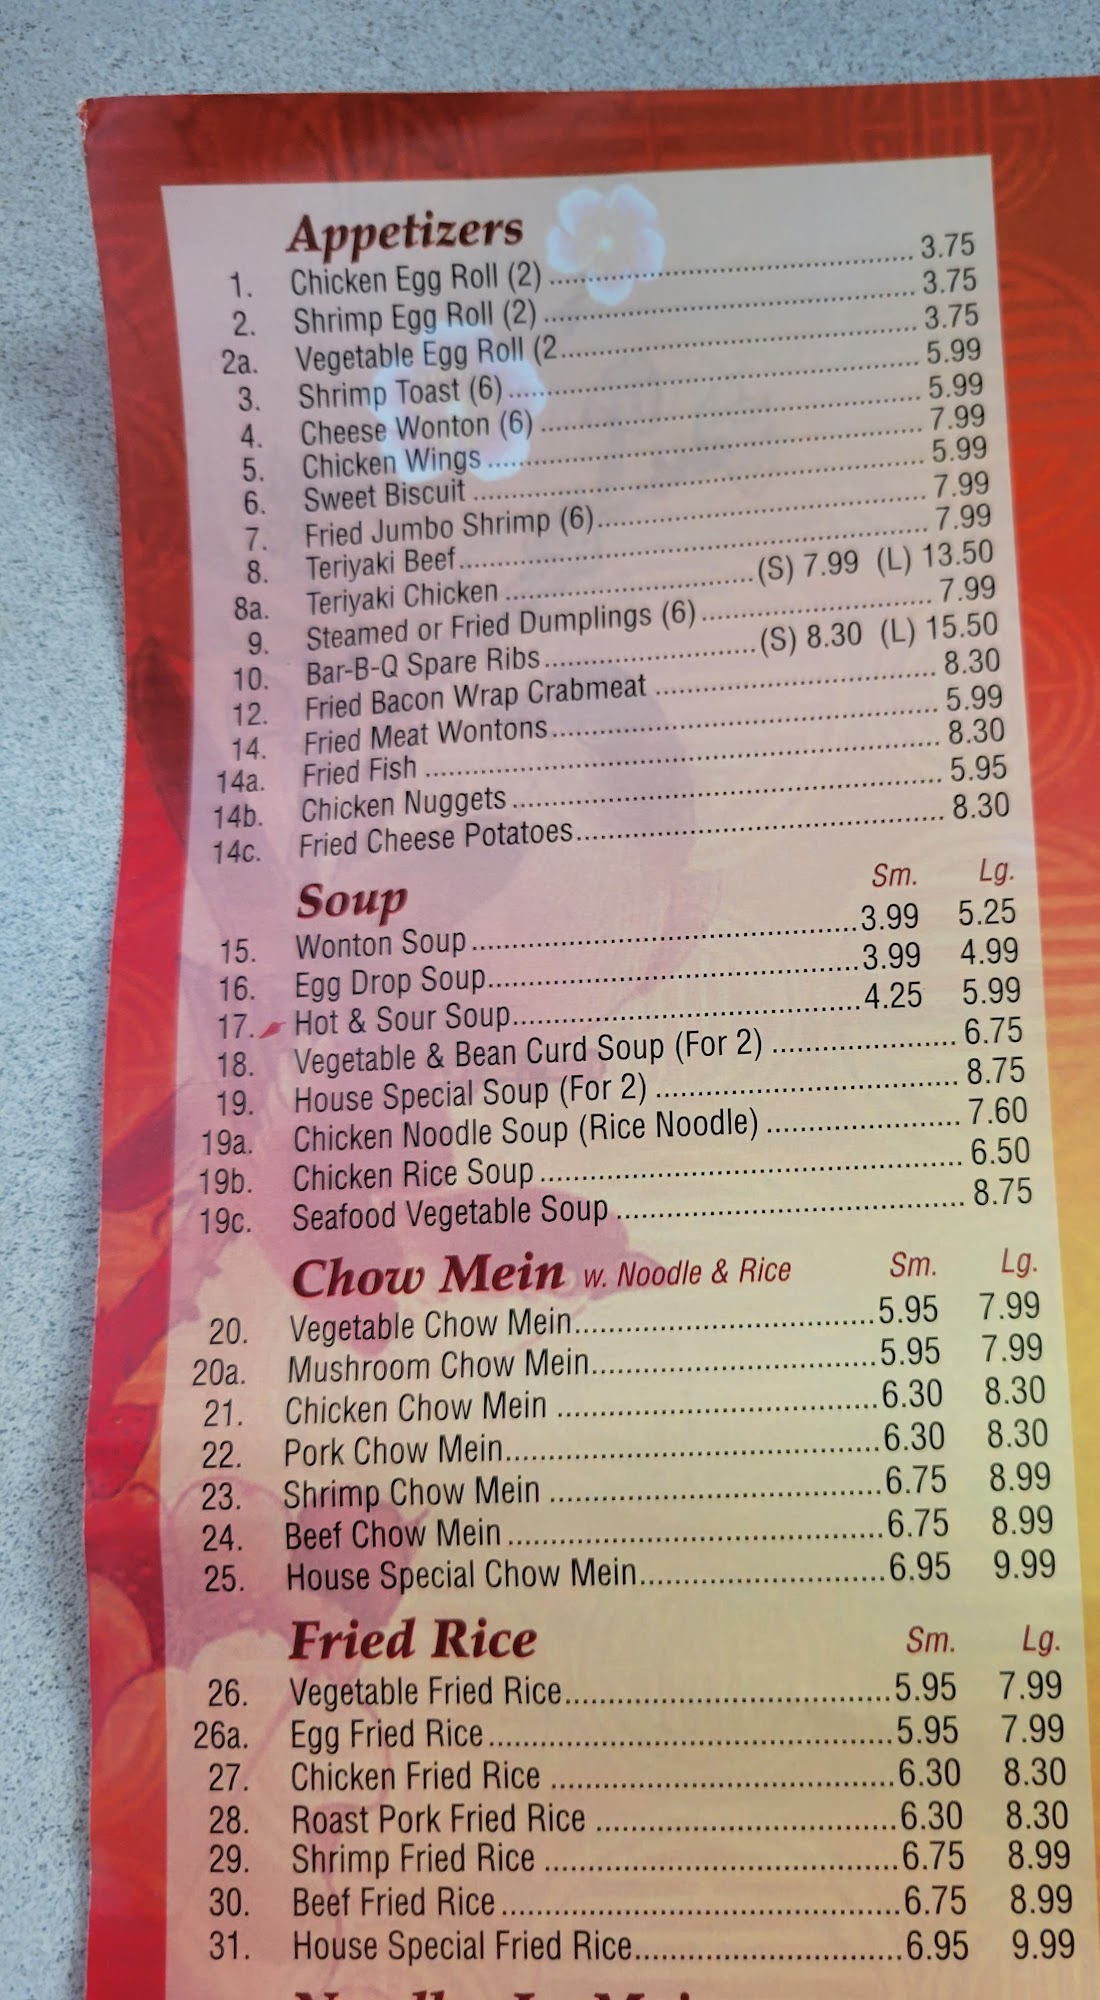 Appetizers
1. Chicken Egg Roll (2) 3.75
2. Shrimp Egg Roll (2) 3.75
2a. Vegetable Egg Roll (2 3.75
3. Shrimp Toast (6) 5.99
4. Cheese Wonton (6) 5.99
5. Chicken Wings 7.99
6. Sweet Biscuit 5.99
7. Fried Jumbo Shrimp (6) 7.99
8. Teriyaki Beef 7.99
8a. Teriyaki Chicken (S) 7.99 (L) 13.50
9. Steamed or Fried Dumplings (6) 7.99
10. Bar-B-Q Spare Ribs (S) 8.30 (L) 15.50
12. Fried Bacon Wrap Crabmeat 8.30
14. Fried Meat Wontons 5.99
14a. Fried Fish 8.30
14b. Chicken Nuggets 5.95
14c. Fried Cheese Potatoes 8.30
Soup Sm. Lg.
15. Wonton Soup 3.99 5.25
16. Egg Drop Soup 3.99 4.99
17. Hot & Sour Soup 4.25 5.99
18. Vegetable & Bean Curd Soup (For 2) 6.75
19. House Special Soup (For 2) 8.75
19a. Chicken Noodle Soup (Rice Noodle) 7.60
19b. Chicken Rice Soup 6.50
19c. Seafood Vegetable Soup 8.75
Chow Mein w. Noodle & Rice Sm. Lg.
20. Vegetable Chow Mein 5.95 7.99
20a. Mushroom Chow Mein 5.95 7.99
21. Chicken Chow Mein 6.30 8.30
22. Pork Chow Mein 6.30 8.30
23. Shrimp Chow Mein 6.75 8.99
24. Beef Chow Mein 6.75 8.99
25. House Special Chow Mein 6.95 9.99
Fried Rice Sm. Lg.
26. Vegetable Fried Rice 5.95 7.99
26a. Egg Fried Rice 5.95 7.99
27. Chicken Fried Rice 6.30 8.30
28. Roast Pork Fried Rice 6.30 8.30
29. Shrimp Fried Rice 6.75 8.99
30. Beef Fried Rice 6.75 8.99
31. House Special Fried Rice 6.95 9.99